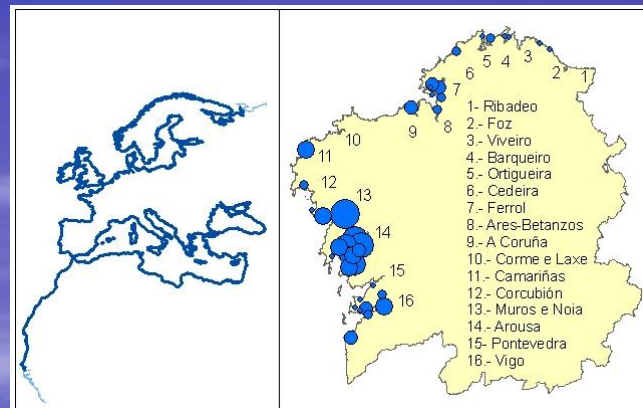 6
5
4
3
2
1
7
9
8
10
11
12
13
14
15
16
1- Ribadeo
2.- Foz
3.- Viveiro
4.- Barqueiro
5.- Ortigueira
6.- Cedeira
7.- Ferrol
8.- Ares-Betanzos
9.- A Coruña
10.- Corme e Laxe
11.- Camariñas
12.- Corcubión
13.- Muros e Noia
14.- Arousa
15- Pontevedra
16.- Vigo